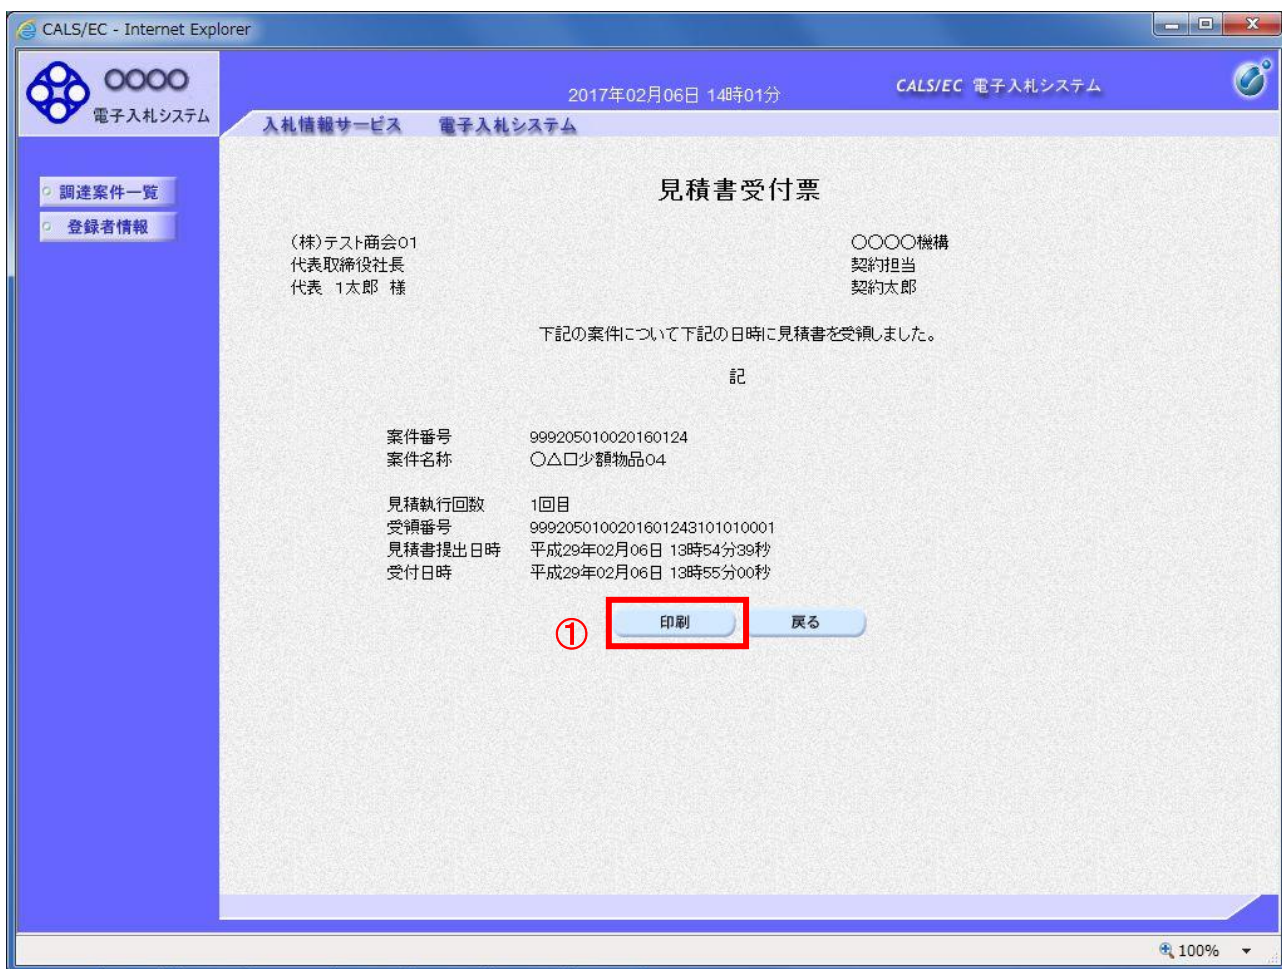 CALS/EC - Internet Explorer
〇〇〇〇
電子入札システム
2017年02月06日 14時01分
CALS/EC 電子入札システム
入札情報サービス 電子入札システム
調達案件一覧
登録者情報
見積書受付票
(株)テスト商会01
代表取締役社長
代表 1太郎 様
〇〇〇〇機構
契約担当
契約太郎
下記の案件について下記の日時に見積書を受領しました。
記
案件番号 999205010020160124
案件名称 〇△口少額物品04
見積執行回数 1回目
受領番号 9992050100201601243101010001
見積書提出日時 平成29年02月06日 13時54分39秒
受付日時 平成29年02月06日 13時55分00秒
① 印刷 戻る
100%